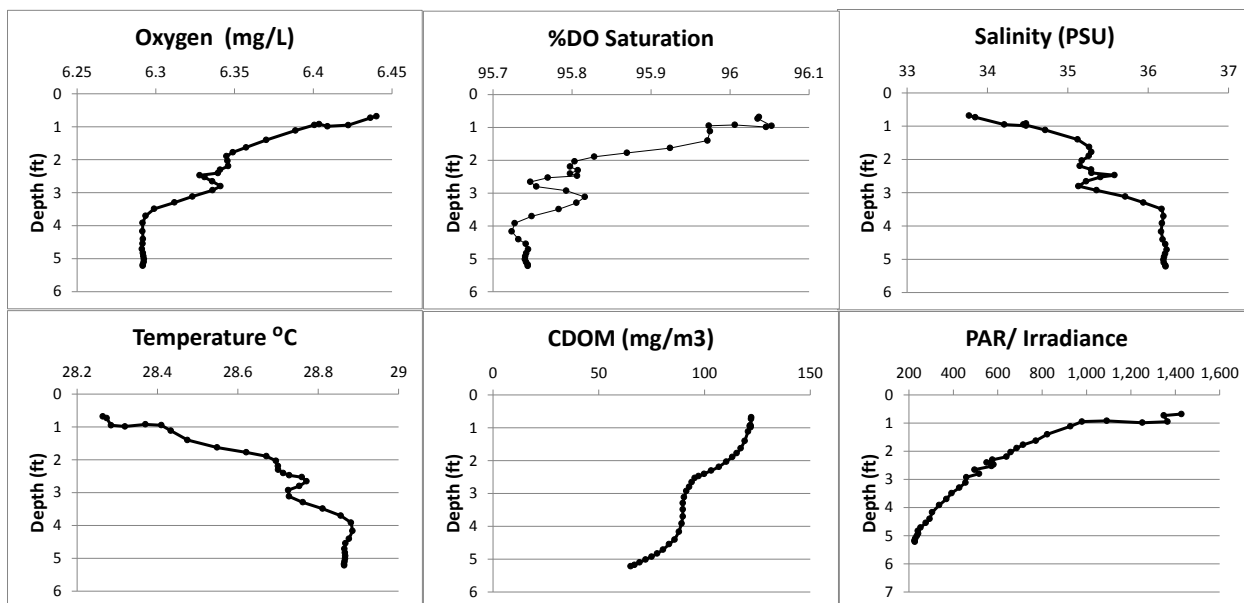 Oxygen (mg/L)
6.25 6.3 6.35 6.4 6.45
0
1
2
3
4
5
6
Depth (ft)
%DO Saturation
95.7 95.8 95.9 96 96.1
0
1
2
3
4
5
6
Depth (ft)
Salinity (PSU)
33 34 35 36 37
0
1
2
3
4
5
6
Depth (ft)
Temperature ⁰C
28.2 28.4 28.6 28.8 29
0
1
2
3
4
5
6
Depth (ft)
CDOM (mg/m3)
0 50 100 150
0
1
2
3
4
5
6
Depth (ft)
PAR/ Irradiance
200 400 600 800 1,000 1,200 1,400 1,600
0
1
2
3
4
5
6
7
Depth (ft)